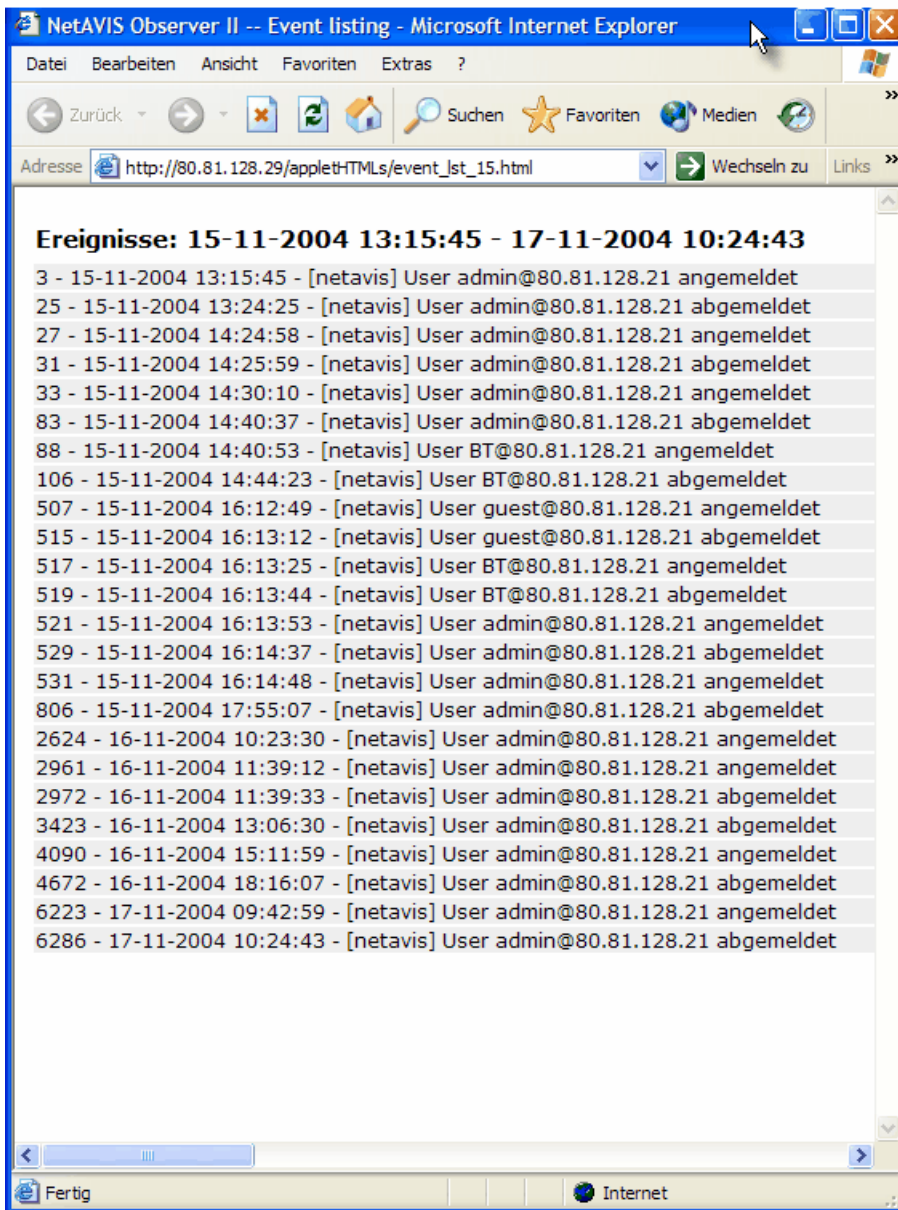 NetAVIS Observer II -- Event listing - Microsoft Internet Explorer
Datei Bearbeiten Ansicht Favoriten Extras ?
Zurück Suchen Favoriten Medien »
Adresse http://80.81.128.29/appletHTMLs/event_lst_15.html Wechseln zu Links »
Ereignisse: 15-11-2004 13:15:45 - 17-11-2004 10:24:43
3 - 15-11-2004 13:15:45 - [netavis] User admin@80.81.128.21 angemeldet
25 - 15-11-2004 13:24:25 - [netavis] User admin@80.81.128.21 abgemeldet
27 - 15-11-2004 14:24:58 - [netavis] User admin@80.81.128.21 angemeldet
31 - 15-11-2004 14:25:59 - [netavis] User admin@80.81.128.21 abgemeldet
33 - 15-11-2004 14:30:10 - [netavis] User admin@80.81.128.21 angemeldet
83 - 15-11-2004 14:40:37 - [netavis] User admin@80.81.128.21 abgemeldet
88 - 15-11-2004 14:40:53 - [netavis] User BT@80.81.128.21 angemeldet
106 - 15-11-2004 14:44:23 - [netavis] User BT@80.81.128.21 abgemeldet
507 - 15-11-2004 16:12:49 - [netavis] User guest@80.81.128.21 angemeldet
515 - 15-11-2004 16:13:12 - [netavis] User guest@80.81.128.21 abgemeldet
517 - 15-11-2004 16:13:25 - [netavis] User BT@80.81.128.21 angemeldet
519 - 15-11-2004 16:13:44 - [netavis] User BT@80.81.128.21 abgemeldet
521 - 15-11-2004 16:13:53 - [netavis] User admin@80.81.128.21 angemeldet
529 - 15-11-2004 16:14:37 - [netavis] User admin@80.81.128.21 abgemeldet
531 - 15-11-2004 16:14:48 - [netavis] User admin@80.81.128.21 angemeldet
806 - 15-11-2004 17:55:07 - [netavis] User admin@80.81.128.21 abgemeldet
2624 - 16-11-2004 10:23:30 - [netavis] User admin@80.81.128.21 angemeldet
2961 - 16-11-2004 11:39:12 - [netavis] User admin@80.81.128.21 angemeldet
2972 - 16-11-2004 11:39:33 - [netavis] User admin@80.81.128.21 abgemeldet
3423 - 16-11-2004 13:06:30 - [netavis] User admin@80.81.128.21 abgemeldet
4090 - 16-11-2004 15:11:59 - [netavis] User admin@80.81.128.21 angemeldet
4672 - 16-11-2004 18:16:07 - [netavis] User admin@80.81.128.21 abgemeldet
6223 - 17-11-2004 09:42:59 - [netavis] User admin@80.81.128.21 angemeldet
6286 - 17-11-2004 10:24:43 - [netavis] User admin@80.81.128.21 abgemeldet
Fertig Internet